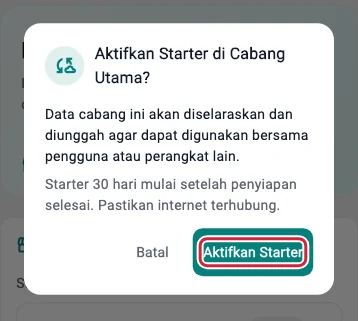 Aktifkan Starter di Cabang
Utama?
Data cabang ini akan diselaraskan dan
diunggah agar dapat digunakan bersama
pengguna atau perangkat lain.
Starter 30 hari mulai setelah penyiapan
selesai. Pastikan internet terhubung.
Batal
Aktifkan Starter